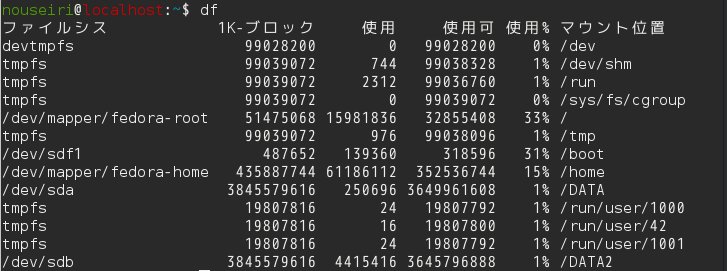 nouseiri@localhost:~$ df
ファイルシス 1K-ブロック 使用 使用可 使用% マウント位置
devtmpfs 99028200 0 99028200 0% /dev
tmpfs 99039072 744 99038328 1% /dev/shm
tmpfs 99039072 2312 99036760 1% /run
tmpfs 99039072 0 99039072 0% /sys/fs/cgroup
/dev/mapper/fedora-root 51475068 15981836 32855408 33% /
tmpfs 99039072 976 99038096 1% /tmp
/dev/sdf1 487652 139360 318596 31% /boot
/dev/mapper/fedora-home 435887744 61186112 352536744 15% /home
/dev/sda 3845579616 250696 3649961608 1% /DATA
tmpfs 19807816 24 19807792 1% /run/user/1000
tmpfs 19807816 16 19807800 1% /run/user/42
tmpfs 19807816 24 19807792 1% /run/user/1001
/dev/sdb 3845579616 4415416 3645796888 1% /DATA2